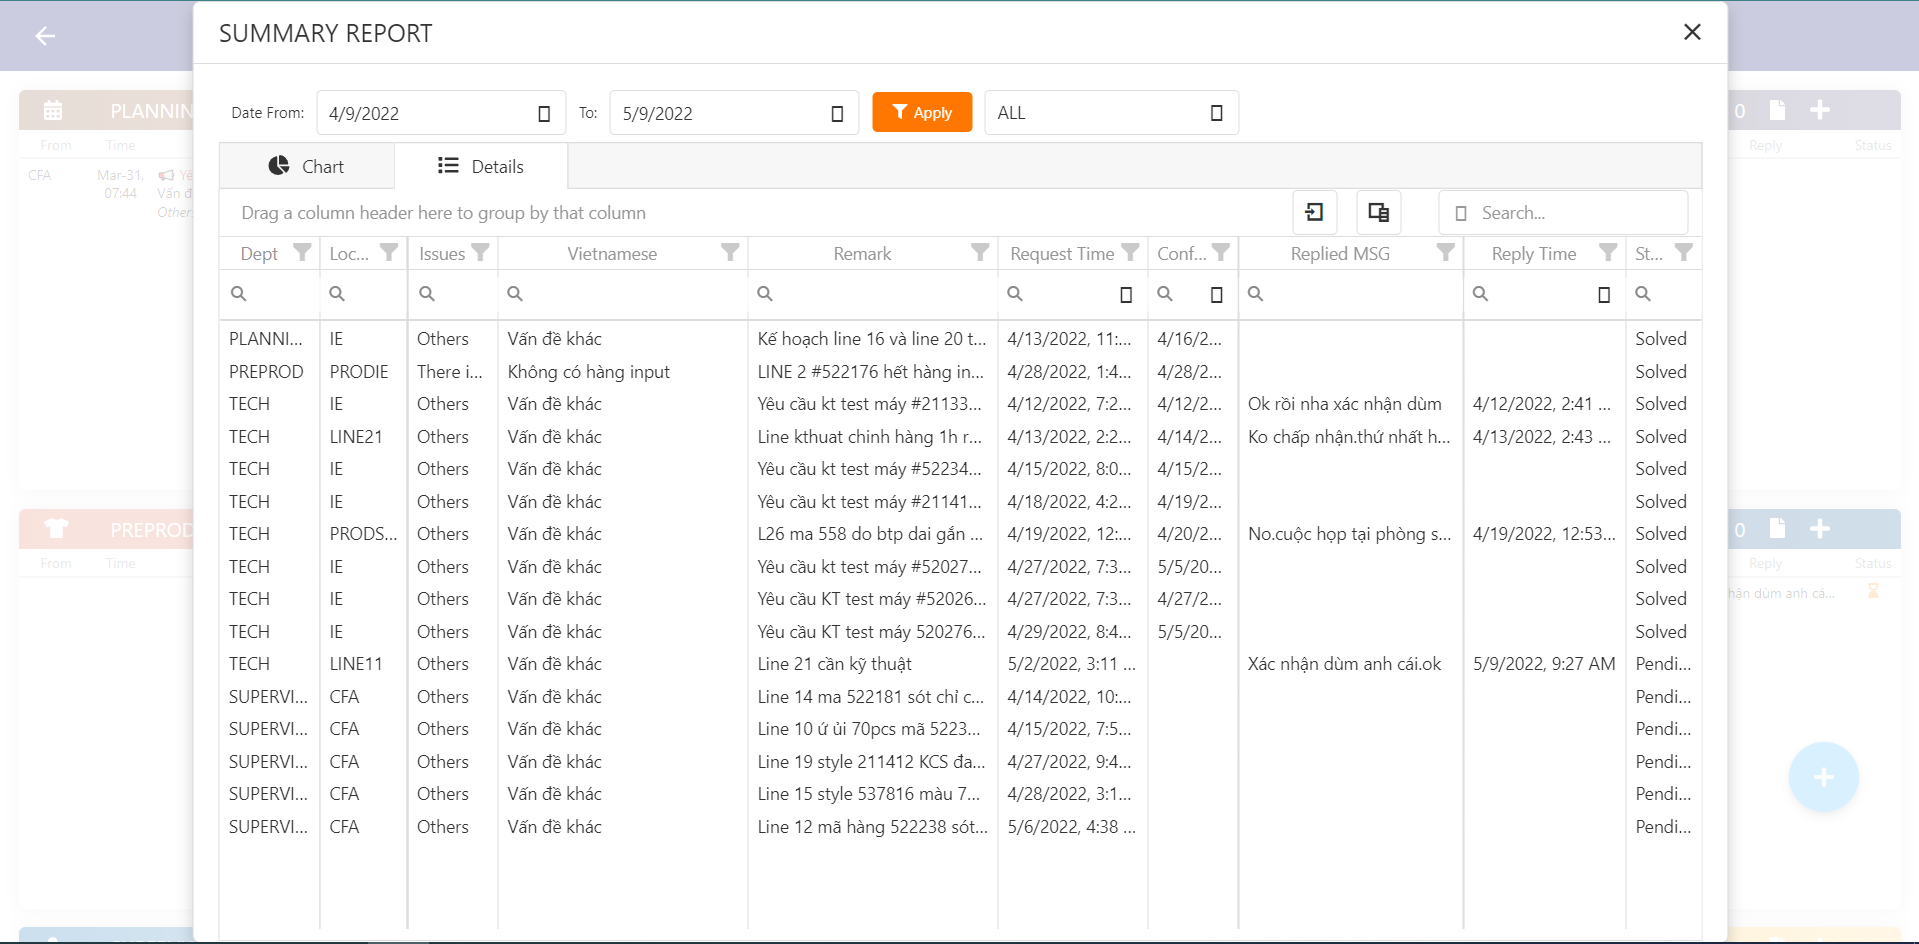 SUMMARY REPORT
Date From: 4/9/2022 To: 5/9/2022 Apply ALL
Chart Details
Drag a column header here to group by that column Search...
Dept Loc... Issues Vietnamese Remark Request Time Conf... Replied MSG Reply Time St...
PLANNI... IE Others Vấn đề khác Kế hoạch line 16 và line 20 t... 4/13/2022, 11:... 4/16/2... Solved
PREPROD PRODIE There i... Không có hàng input LINE 2 #522176 hết hàng in... 4/28/2022, 1:4... 4/28/2... Solved
TECH IE Others Vấn đề khác Yêu cầu kt test máy #21133... 4/12/2022, 7:2... 4/12/2... Ok rồi nha xác nhận dùm 4/12/2022, 2:41 ... Solved
TECH LINE21 Others Vấn đề khác Line kthuat chinh hàng 1h r... 4/13/2022, 2:2... 4/14/2... Ko chấp nhận.thứ nhất h... 4/13/2022, 2:43 ... Solved
TECH IE Others Vấn đề khác Yêu cầu kt test máy #52234... 4/15/2022, 8:0... 4/15/2... Solved
TECH IE Others Vấn đề khác Yêu cầu kt test máy #21141... 4/18/2022, 4:2... 4/19/2... Solved
TECH PRODS... Others Vấn đề khác L26 ma 558 do btp dai gắn ... 4/19/2022, 12:... 4/20/2... No.cuộc họp tại phòng s... 4/19/2022, 12:53... Solved
TECH IE Others Vấn đề khác Yêu cầu kt test máy #52027... 4/27/2022, 7:3... 5/5/20... Solved
TECH IE Others Vấn đề khác Yêu cầu KT test máy #52026... 4/27/2022, 7:3... 4/27/2... Solved
TECH IE Others Vấn đề khác Yêu cầu KT test máy 520276... 4/29/2022, 8:4... 5/5/20... Solved
TECH LINE11 Others Vấn đề khác Line 21 cần kỹ thuật 5/2/2022, 3:11 ... Xác nhận dùm anh cái.ok 5/9/2022, 9:27 AM Pendi...
SUPERVI... CFA Others Vấn đề khác Line 14 ma 522181 sót chỉ c... 4/14/2022, 10:... Pendi...
SUPERVI... CFA Others Vấn đề khác Line 10 ứ ủi 70pcs mã 5223... 4/15/2022, 7:5... Pendi...
SUPERVI... CFA Others Vấn đề khác Line 19 style 211412 KCS đa... 4/27/2022, 9:4... Pendi...
SUPERVI... CFA Others Vấn đề khác Line 15 style 537816 màu 7... 4/28/2022, 3:1... Pendi...
SUPERVI... CFA Others Vấn đề khác Line 12 mã hàng 522238 sót... 5/6/2022, 4:38 ... Pendi...
PLANNIN
From Time
CFA Mar-31, Yê
07:44 Vấn đ
Other
PREPROD
From Time
0
Reply Status
0
Reply Status
hận dùm anh cá...